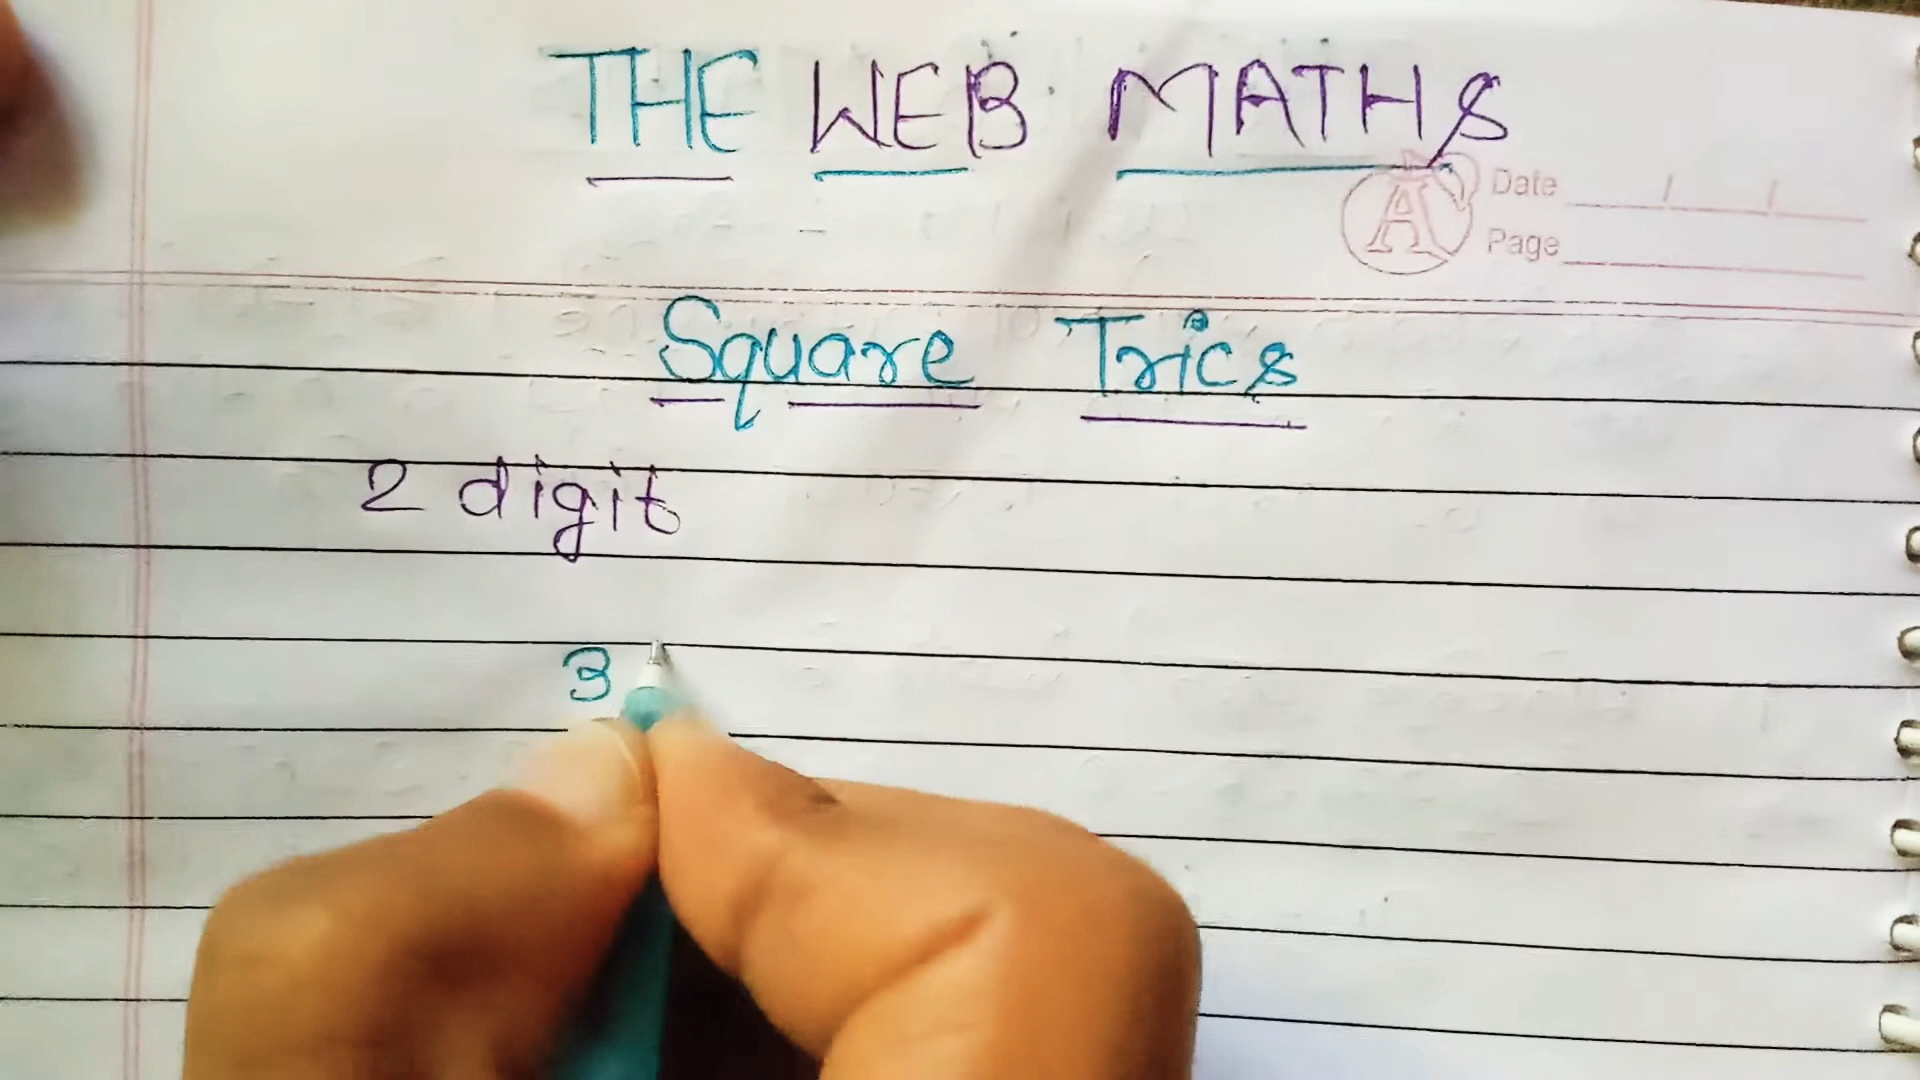 THE WEB MATHS
A
Date
Page
Square Trics
2 digit
3